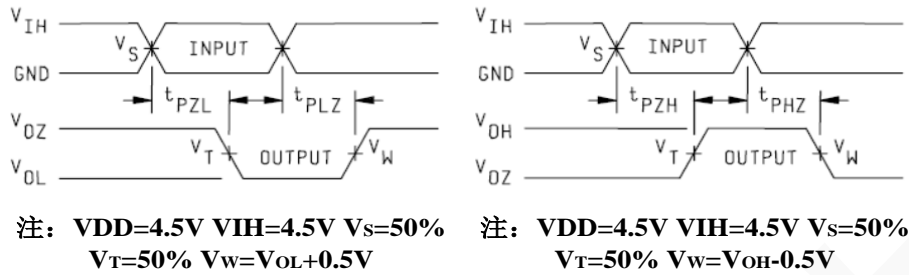 VIH
VS
INPUT
GND
tPZL
tPLZ
VOZ
VT
OUTPUT
VW
VOL
注：VDD=4.5V VIH=4.5V VS=50%
VT=50% VW=VOL+0.5V
VIH
VS
INPUT
GND
tPZH
tPHZ
VOH
VT
OUTPUT
VW
VOZ
注：VDD=4.5V VIH=4.5V VS=50%
VT=50% VW=VOH-0.5V